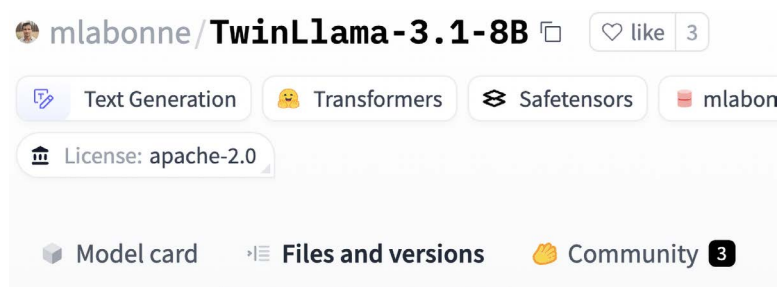 mlabonne/TwinLlama-3.1-8B like 3
Text Generation Transformers Safetensors
License: apache-2.0
Model card Files and versions Community 3